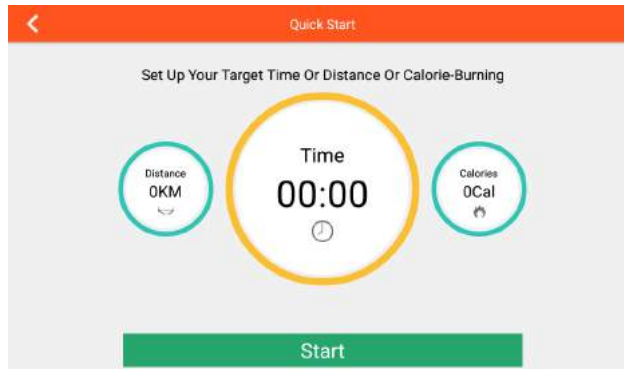 Quick Start
Set Up Your Target Time Or Distance Or Calorie-Burning
Distance
0KM
Time
00:00
Calories
0Cal
Start